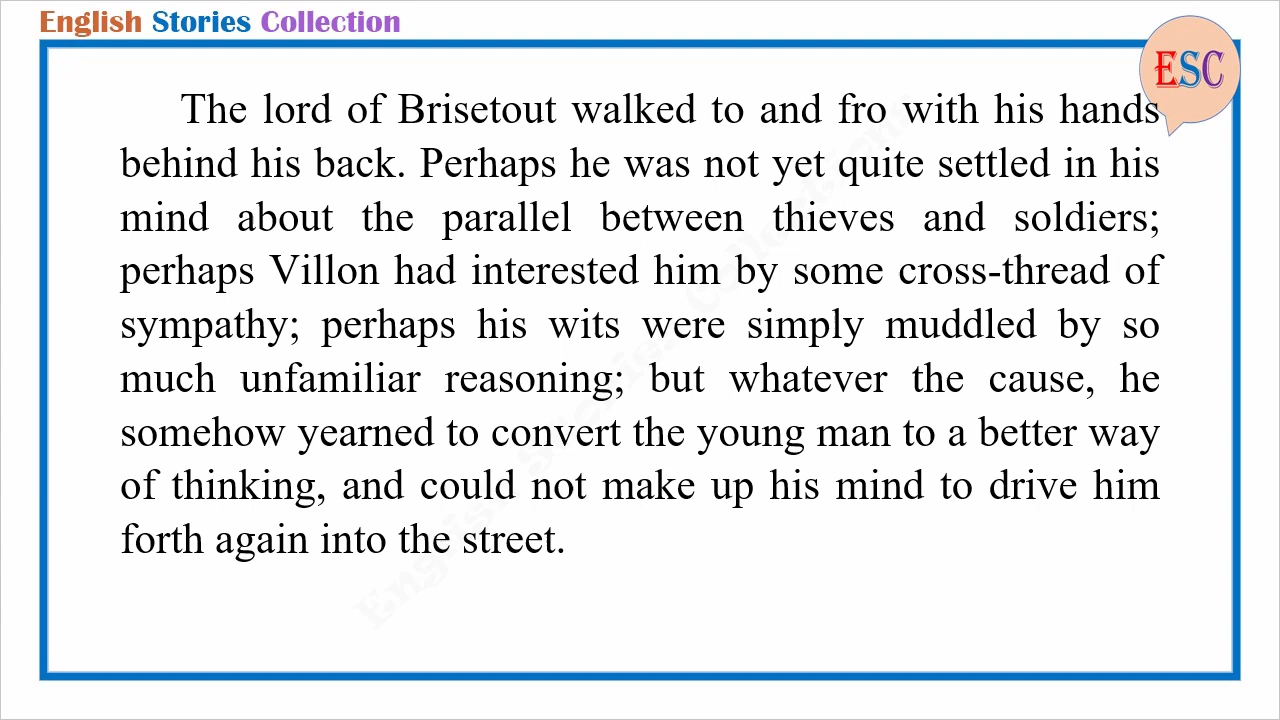 English Stories Collection
ESC
The lord of Brisetout walked to and fro with his hands
behind his back. Perhaps he was not yet quite settled in his
mind about the parallel between thieves and soldiers;
perhaps Villon had interested him by some cross-thread of
sympathy; perhaps his wits were simply muddled by so
much unfamiliar reasoning; but whatever the cause, he
somehow yearned to convert the young man to a better way
of thinking, and could not make up his mind to drive him
forth again into the street.
English Stories Collections